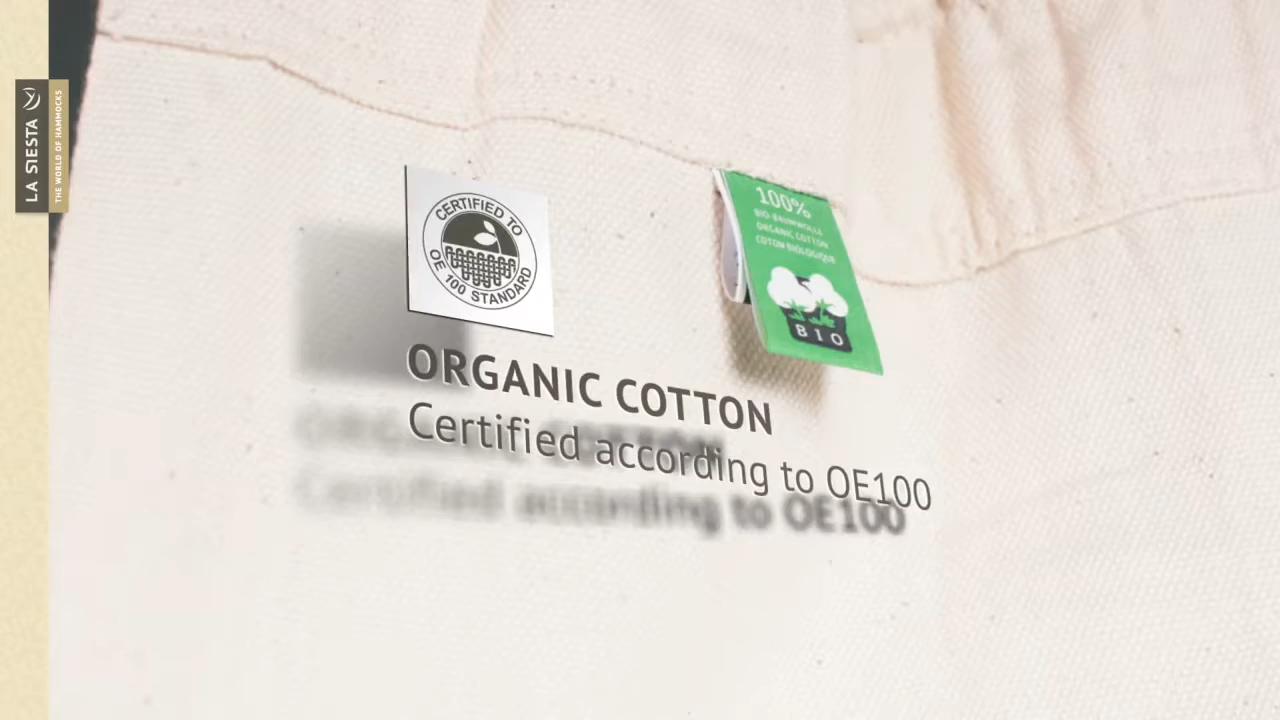 LA SIESTA
THE WORLD OF HAMMOCKS
CERTIFIED TO
OE 100 STANDARD
100%
BIO-BAUMWOLLE
ORGANIC COTTON
COTON BIOLOGIQUE
BIO
ORGANIC COTTON
Certified according to OE100